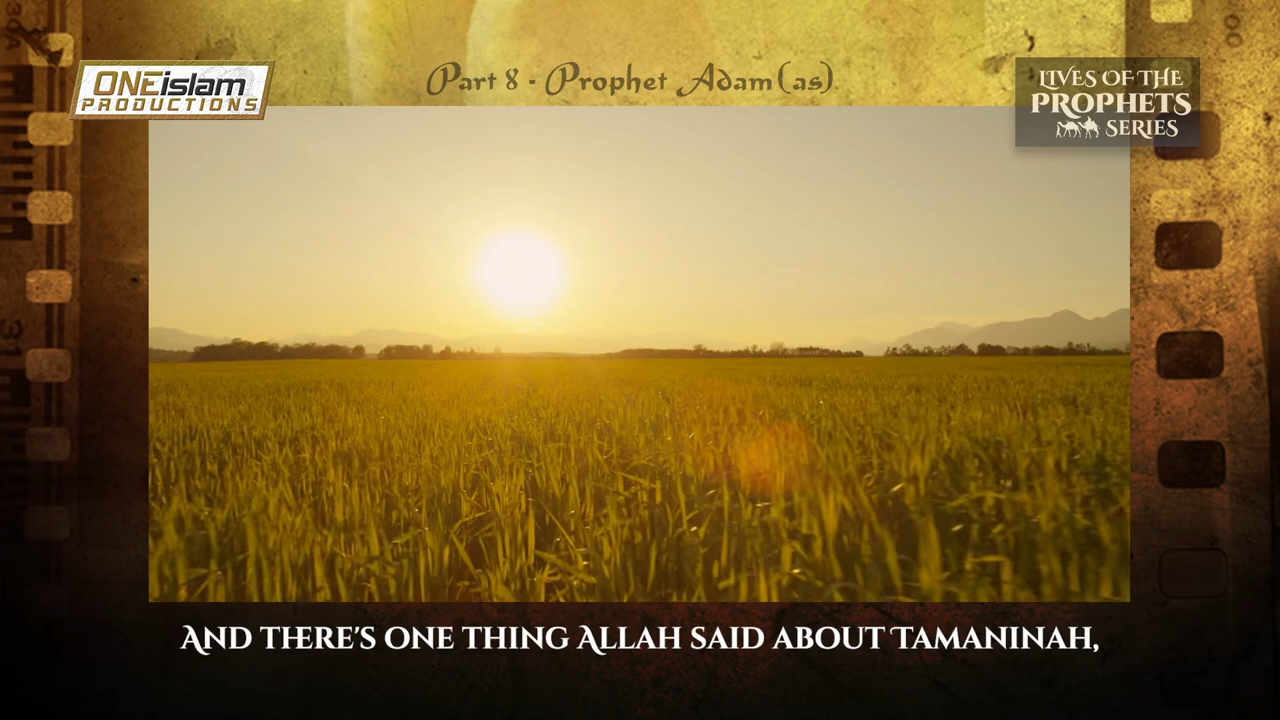 ONEislam
PRODUCTIONS
Part 8 - Prophet Adam (as)
LIVES OF THE
PROPHETS
SERIES
AND THERE'S ONE THING ALLAH SAID ABOUT TAMANINAH,